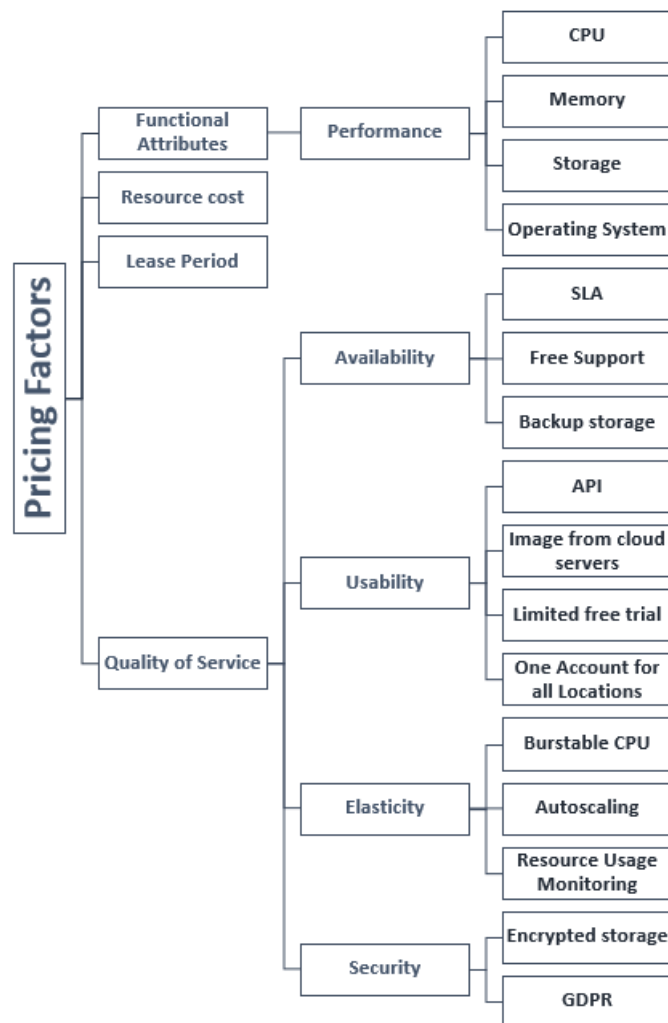 Pricing Factors
Functional
Attributes
Performance
CPU
Memory
Storage
Operating System
Resource cost
Lease Period
Quality of Service
Availability
SLA
Free Support
Backup storage
Usability
API
Image from cloud
servers
Limited free trial
One Account for
all Locations
Elasticity
Burstable CPU
Autoscaling
Resource Usage
Monitoring
Security
Encrypted storage
GDPR